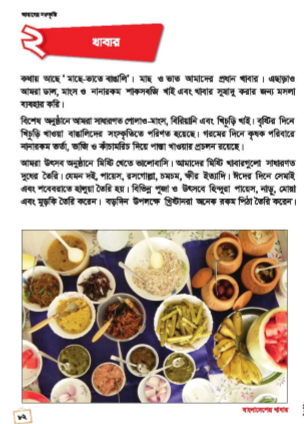 আমাদের সংস্কৃতি
২
খাবার
কথায় আছে ‘ মাছে-ভাতে বাঙালি’। মাছ ও ভাত আমাদের প্রধান খাবার। এছাড়াও
আমরা ডাল, মাংস ও নানারকম শাকসবজি খাই এবং খাবার সুস্বাদু করার জন্য মসলা
ব্যবহার করি।
বিশেষ অনুষ্ঠানে আমরা সাধারণত পোলাও-মাংস, বিরিয়ানি এবং খিচুড়ি খাই। বৃষ্টির দিনে
খিচুড়ি খাওয়া বাঙালিদের সংস্কৃতিতে পরিণত হয়েছে। গরমের দিনে কৃষক পরিবারে
নানারকম ভর্তা, ভাজি ও কাঁচামরিচ দিয়ে পান্তা খাওয়ার প্রচলন রয়েছে।
আমরা উৎসব অনুষ্ঠানে মিষ্টি খেতে ভালোবাসি। আমাদের মিষ্টি খাবারগুলো সাধারণত
দুধের তৈরি। যেমন দই, পায়েস, রসগোল্লা, চমচম, ক্ষীর ইত্যাদি। ঈদের দিনে সেমাই
এবং শবেবরাতে হালুয়া তৈরি হয়। বিভিন্ন পূজা ও উৎসবে হিন্দুরা পায়েস, নাড়ু, মোয়া
এবং মুড়কি তৈরি করেন। বড়দিন উপলক্ষে খ্রিস্টানরা অনেক রকম পিঠা তৈরি করেন।
বাংলাদেশের খাবার
৮২